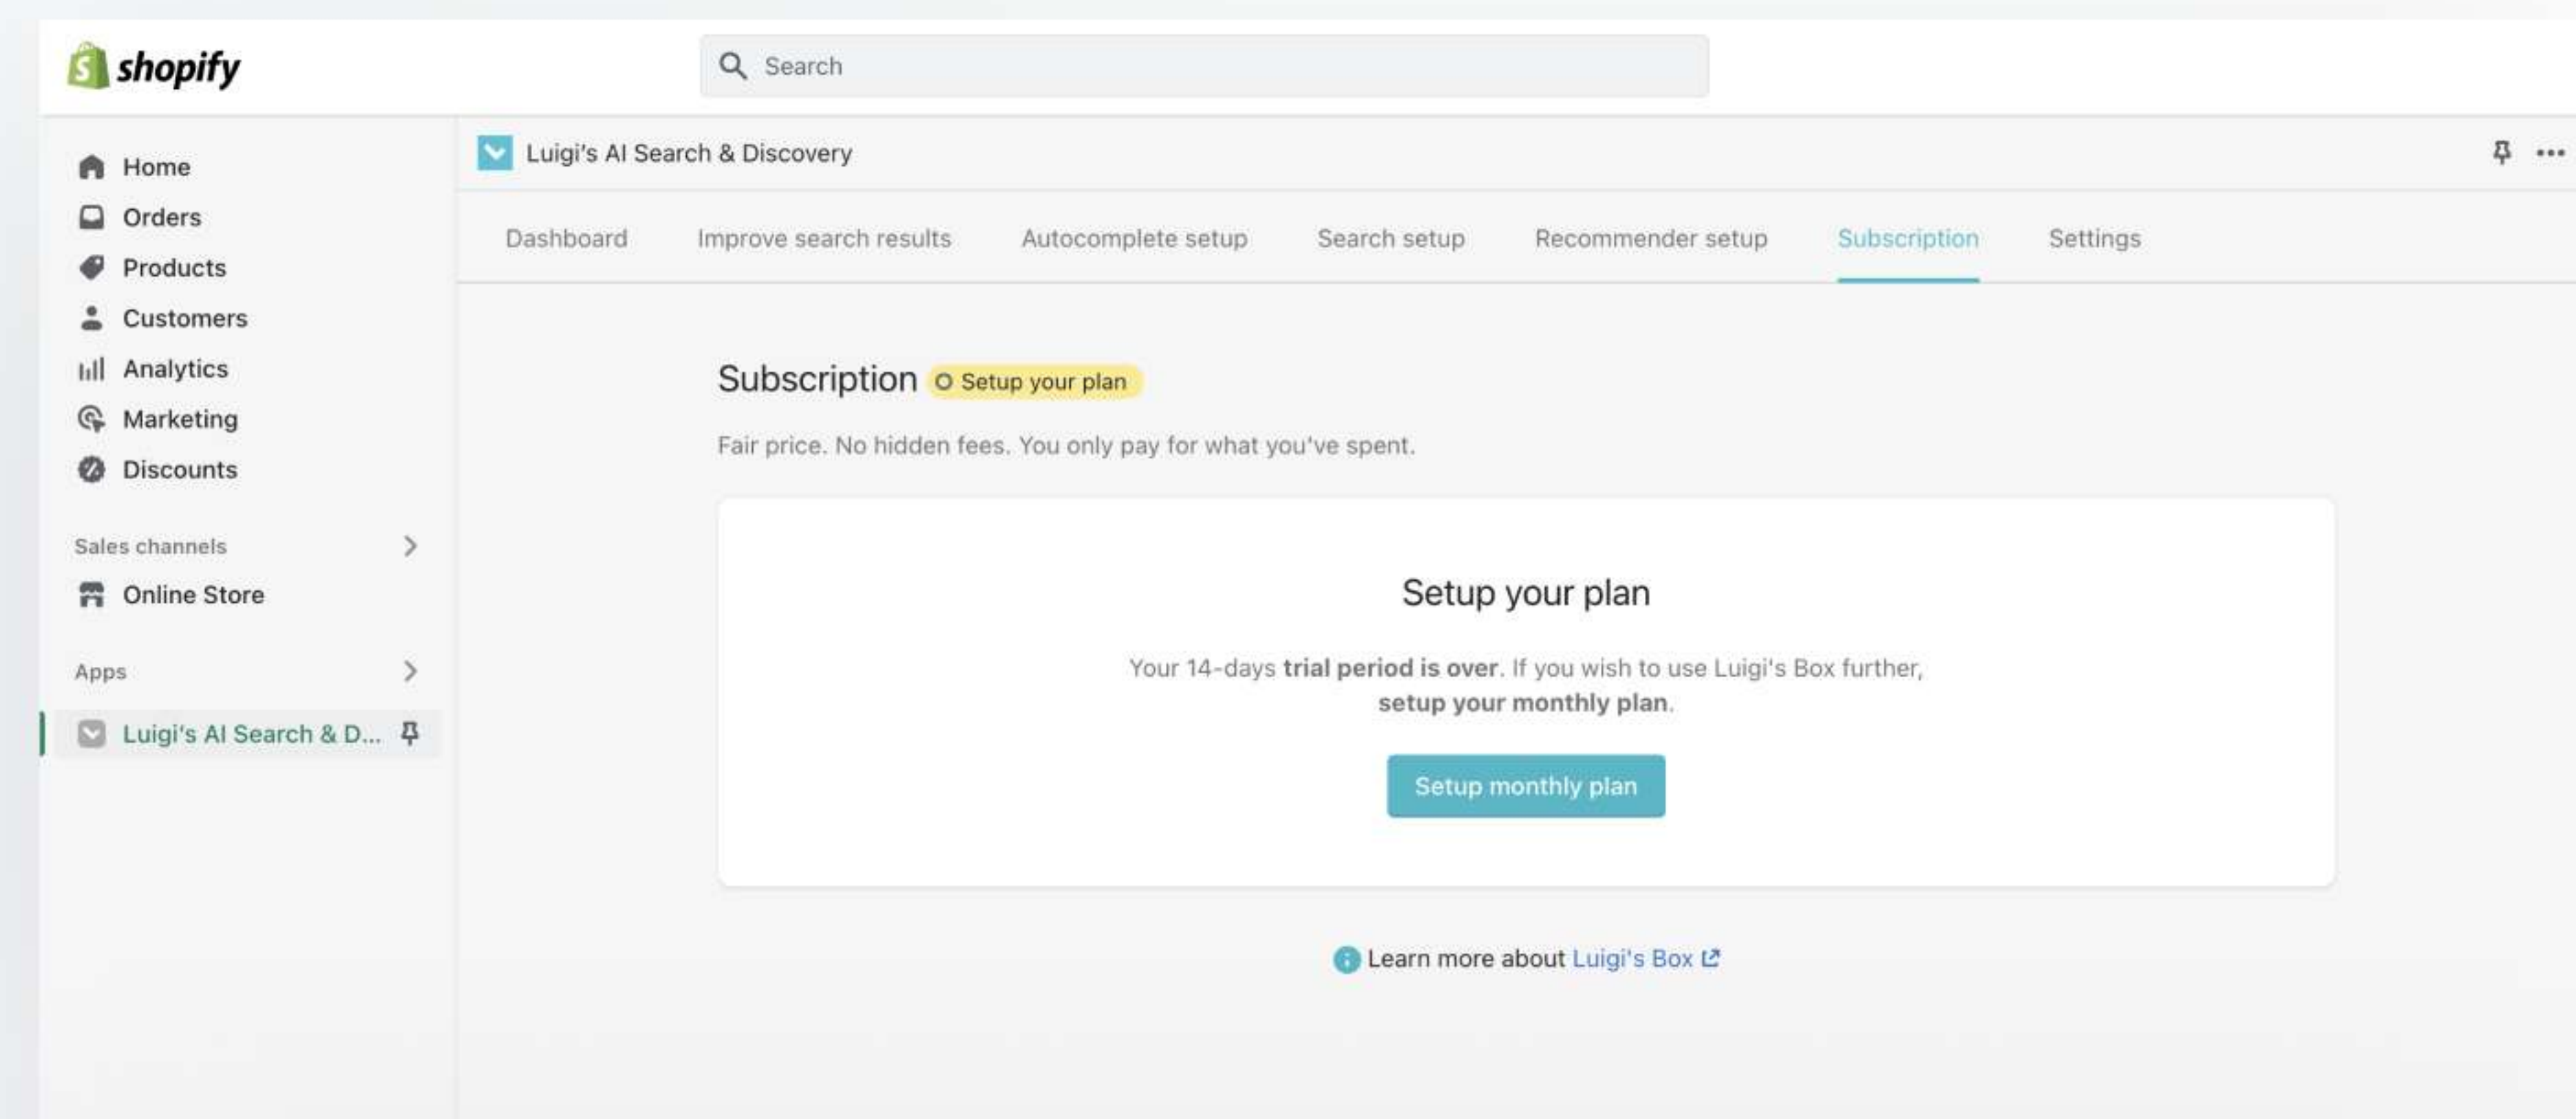 shopify
Search
Home
Orders
Products
Customers
Analytics
Marketing
Discounts
Sales channels
Online Store
Apps
Luigi's AI Search & D...
Luigi's AI Search & Discovery
Dashboard Improve search results Autocomplete setup Search setup Recommender setup Subscription Settings
Subscription Setup your plan
Fair price. No hidden fees. You only pay for what you've spent.
Setup your plan
Your 14-days trial period is over. If you wish to use Luigi's Box further,
setup your monthly plan.
Setup monthly plan
Learn more about Luigi's Box